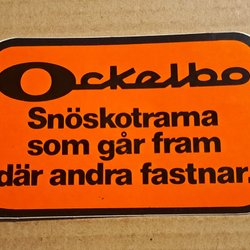 Ockelbo
Snöskotrarna
som går fram
där andra fastnar.